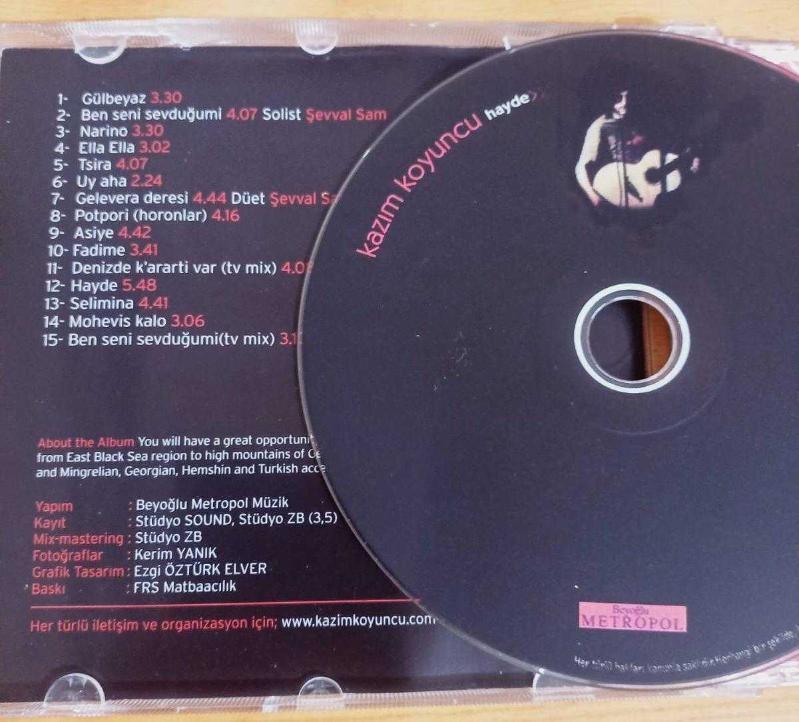 1- Gülbeyaz 3.30
2- Ben seni sevduğumi 4.07 Solist Şevval Sam
3- Narino 3.30
4- Ella Ella 3.02
5- Tsira 4.07
6- Uy aha 2.24
7- Gelevera deresi 4.44 Düet Şevval
8- Potpori (horonlar) 4.16
9- Asiye 4.42
10- Fadime 3.41
11- Denizde k'ararti var (tv mix)
12- Hayde 5.48
13- Selimina 4.41
14- Mohevis kalo 3.06
15- Ben seni sevduğumi(tv mix)
About the Album You will have a great
from East Black Sea region to high mountains of
and Mingrelian, Georgian, Hemshin and Turkish
Yapım : Beyoğlu Metropol Müzik
Kayıt : Stüdyo SOUND, Stüdyo ZB (3,5)
Mix-mastering : Stüdyo ZB
Fotoğraflar : Kerim YANIK
Grafik Tasarım : Ezgi ÖZTÜRK ELVER
Baskı : FRS Matbaacılık
Her türlü iletişim ve organizasyon için; www.kazimkoyuncu.com
kazım koyuncu hayde
Beyoğlu
METROPOL
Her türlü hakları